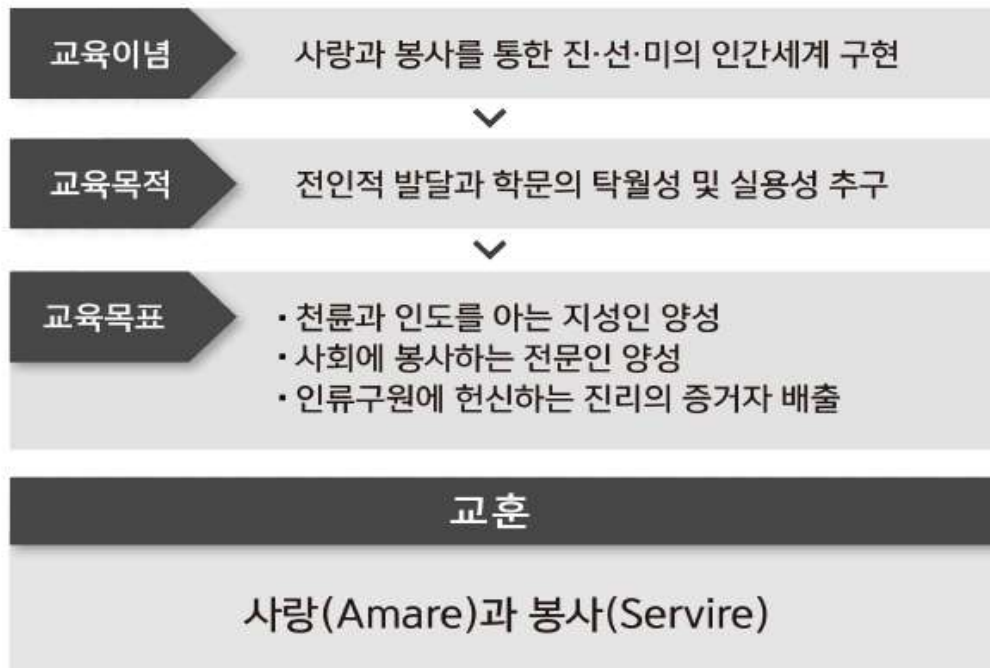 교육이념
사랑과 봉사를 통한 진·선·미의 인간세계 구현
교육목적
전인적 발달과 학문의 탁월성 및 실용성 추구
교육목표
· 천륜과 인도를 아는 지성인 양성
· 사회에 봉사하는 전문인 양성
· 인류구원에 헌신하는 진리의 증거자 배출
교훈
사랑(Amare)과 봉사(Servire)